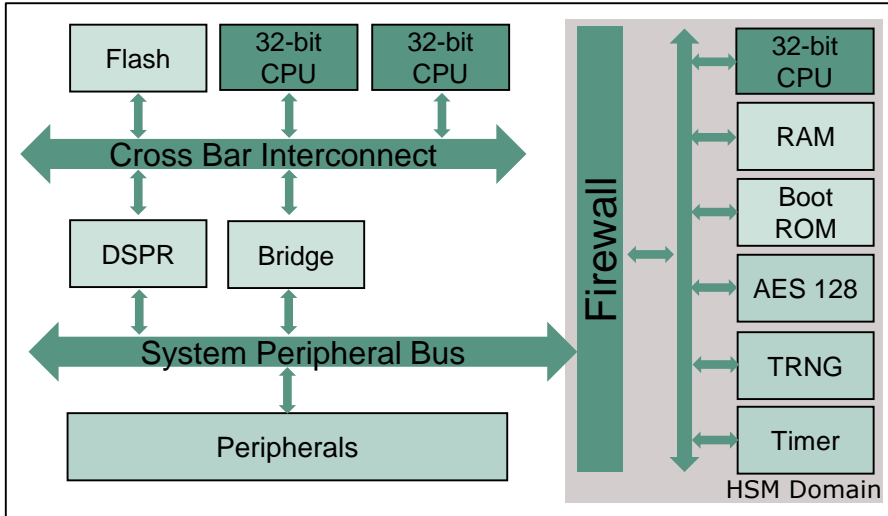 Flash
32-bit
CPU
32-bit
CPU
Cross Bar Interconnect
DSPR
Bridge
System Peripheral Bus
Peripherals
Firewall
32-bit
CPU
RAM
Boot
ROM
AES 128
TRNG
Timer
HSM Domain